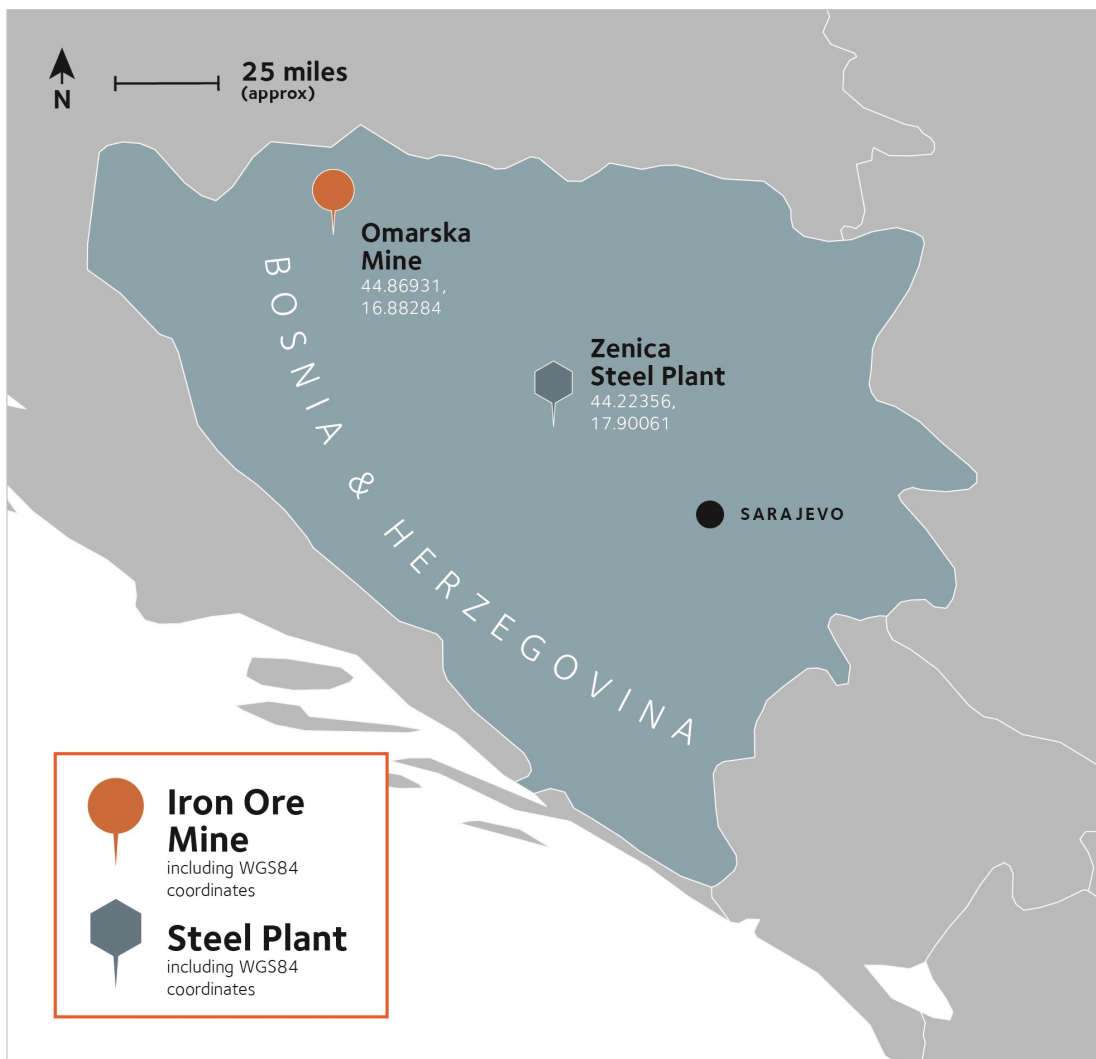 N
25 miles
(approx)
Omarska
Mine
44.86931,
16.88284
Zenica
Steel Plant
44.22356,
17.90061
SARAJEVO
BOSNIA & HERZEGOVINA
Iron Ore
Mine
including WGS84
coordinates
Steel Plant
including WGS84
coordinates